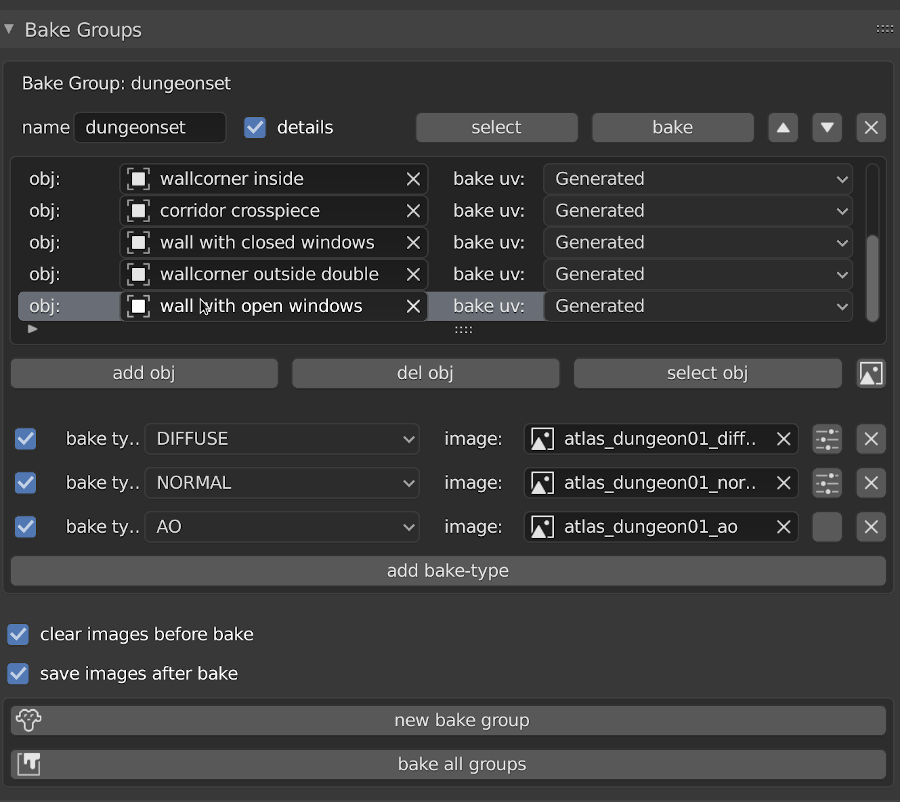 Bake Groups
Bake Group: dungeonset
name dungeonset details select bake
obj: wallcorner inside bake uv: Generated
obj: corridor crosspiece bake uv: Generated
obj: wall with closed windows bake uv: Generated
obj: wallcorner outside double bake uv: Generated
obj: wall with open windows bake uv: Generated
add obj del obj select obj
bake ty.. DIFFUSE image: atlas_dungeon01_diff..
bake ty.. NORMAL image: atlas_dungeon01_nor..
bake ty.. AO image: atlas_dungeon01_ao
add bake-type
clear images before bake
save images after bake
new bake group
bake all groups